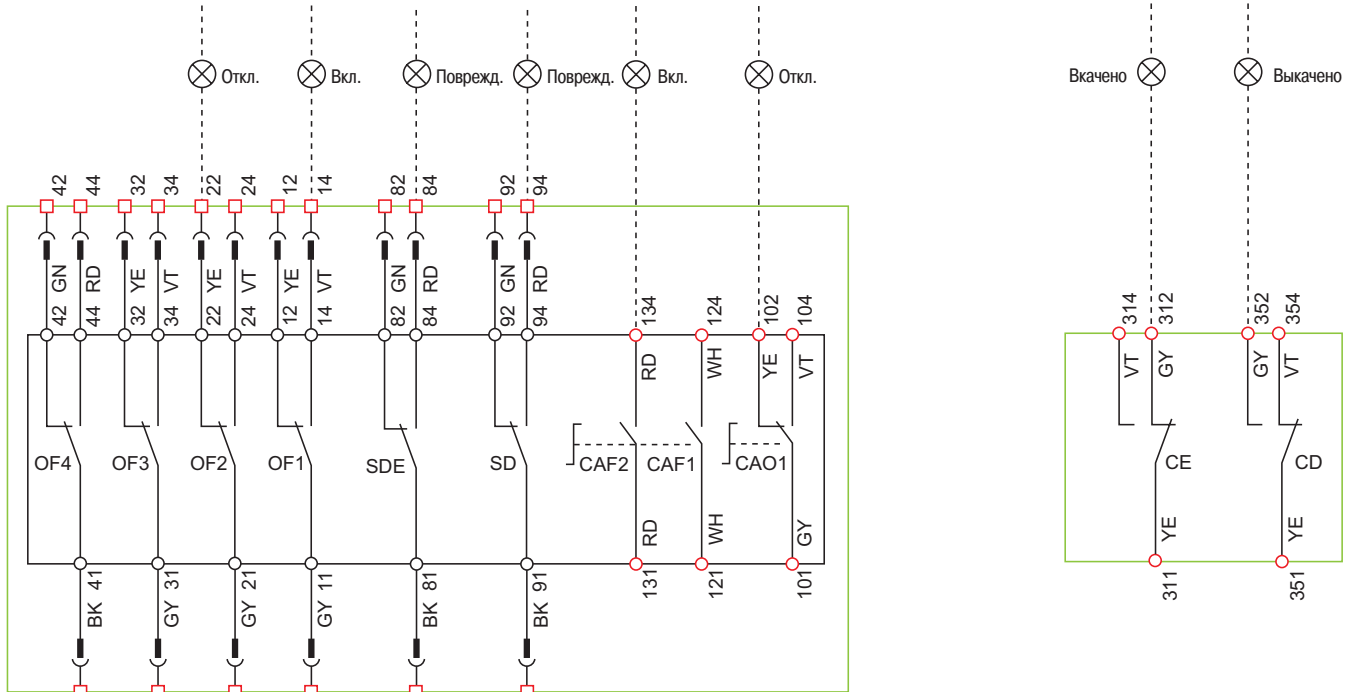 Откл. Вкл. Поврежд. Поврежд. Вкл. Откл. Вкачено Выкачено
42 44 32 34 22 24 12 14 82 84 92 94
GN RD YE VT YE VT YE VT GN RD GN RD
42 44 32 34 22 24 12 14 82 84 92 94 134 124 102 104 314 312 352 354
RD WH YE VT VT GY GY VT
OF4 OF3 OF2 OF1 SDE SD CAF2 CAF1 CAO1 CE CD
RD WH GY YE YE
41 31 21 11 81 91 131 121 101 311 351
BK GY GY GY BK BK